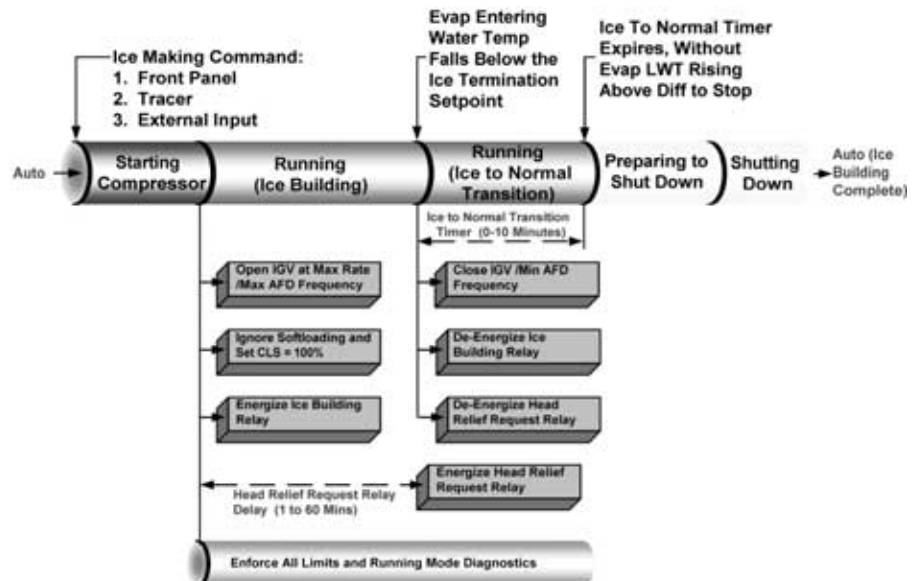 Ice Making Command:
1. Front Panel
2. Tracer
3. External Input
Evap Entering
Water Temp
Falls Below the
Ice Termination
Setpoint
Ice To Normal Timer
Expires, Without
Evap LWT Rising
Above Diff to Stop
Auto
Starting
Compressor
Running
(Ice Building)
Running
(Ice to Normal
Transition)
Preparing to
Shut Down
Shutting
Down
Auto (Ice
Building
Complete)
Ice to Normal Transition
Timer (0-10 Minutes)
Open IGV at Max Rate
/Max AFD Frequency
Close IGV /Min AFD
Frequency
Ignore Softloading and
Set CLS = 100%
De-Energize Ice
Building Relay
Energize Ice Building
Relay
De-Energize Head
Relief Request Relay
Energize Head Relief
Request Relay
Head Relief Request Relay
Delay (1 to 60 Mins)
Enforce All Limits and Running Mode Diagnostics